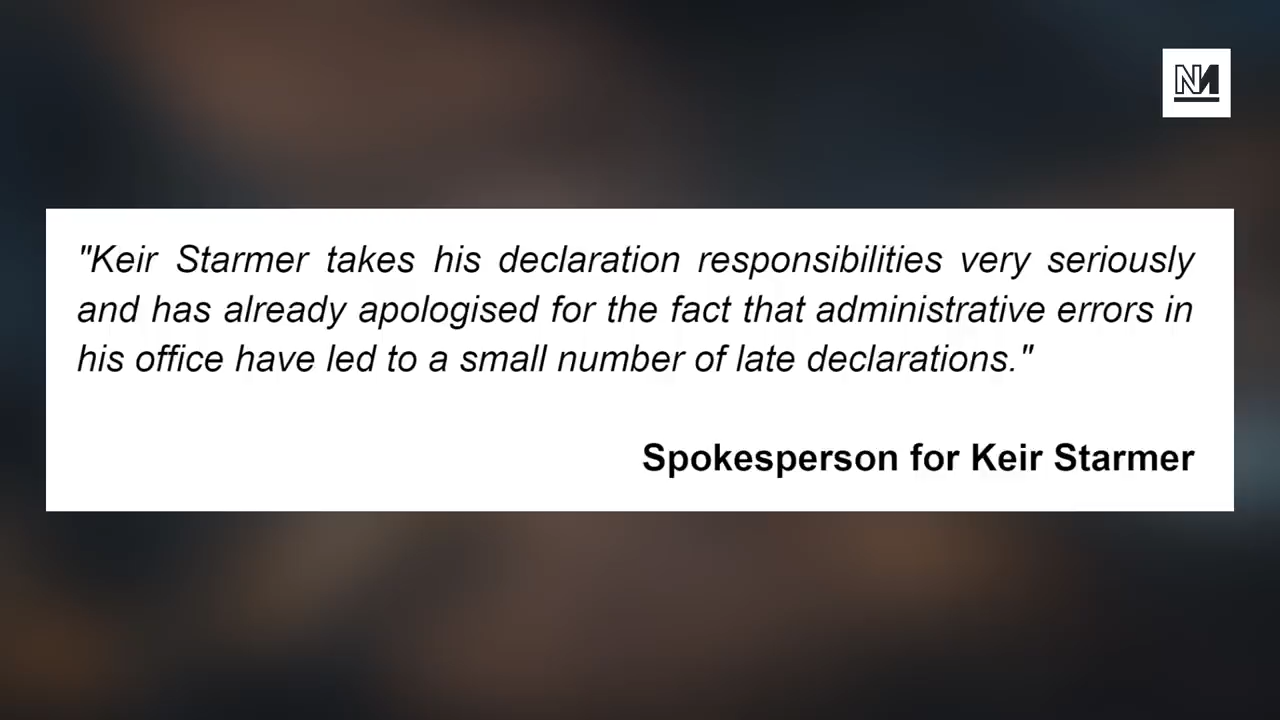 NM
"Keir Starmer takes his declaration responsibilities very seriously
and has already apologised for the fact that administrative errors in
his office have led to a small number of late declarations."
Spokesperson for Keir Starmer